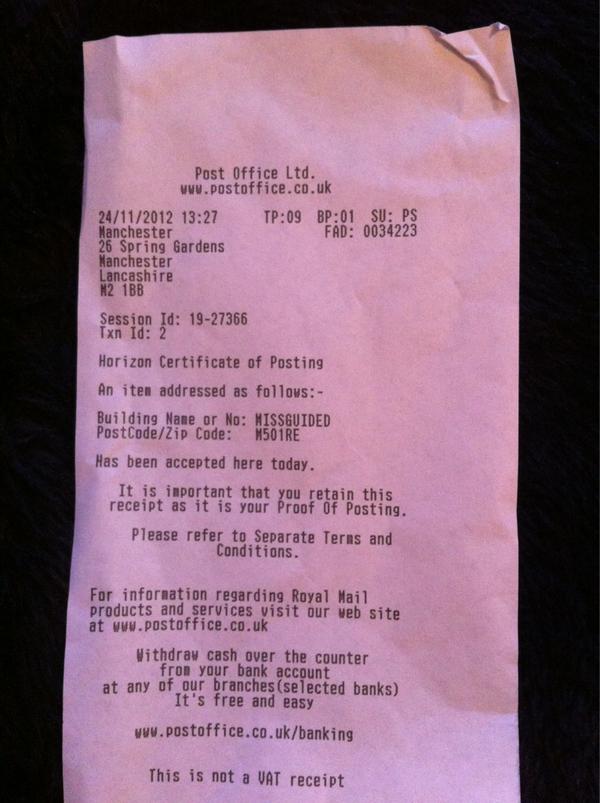 Post Office Ltd.
www.postoffice.co.uk
24/11/2012 13:27 TP:09 BP:01 SU: PS
Manchester FAD: 0034223
26 Spring Gardens
Manchester
Lancashire
M2 1BB
Session Id: 19-27366
Txn Id: 2
Horizon Certificate of Posting
An item addressed as follows:-
Building Name or No: MISSGUIDED
PostCode/Zip Code: M501RE
Has been accepted here today.
It is important that you retain this
receipt as it is your Proof Of Posting.
Please refer to Separate Terms and
Conditions.
For information regarding Royal Mail
products and services visit our web site
at www.postoffice.co.uk
Withdraw cash over the counter
from your bank account
at any of our branches(selected banks)
It's free and easy
www.postoffice.co.uk/banking
This is not a VAT receipt